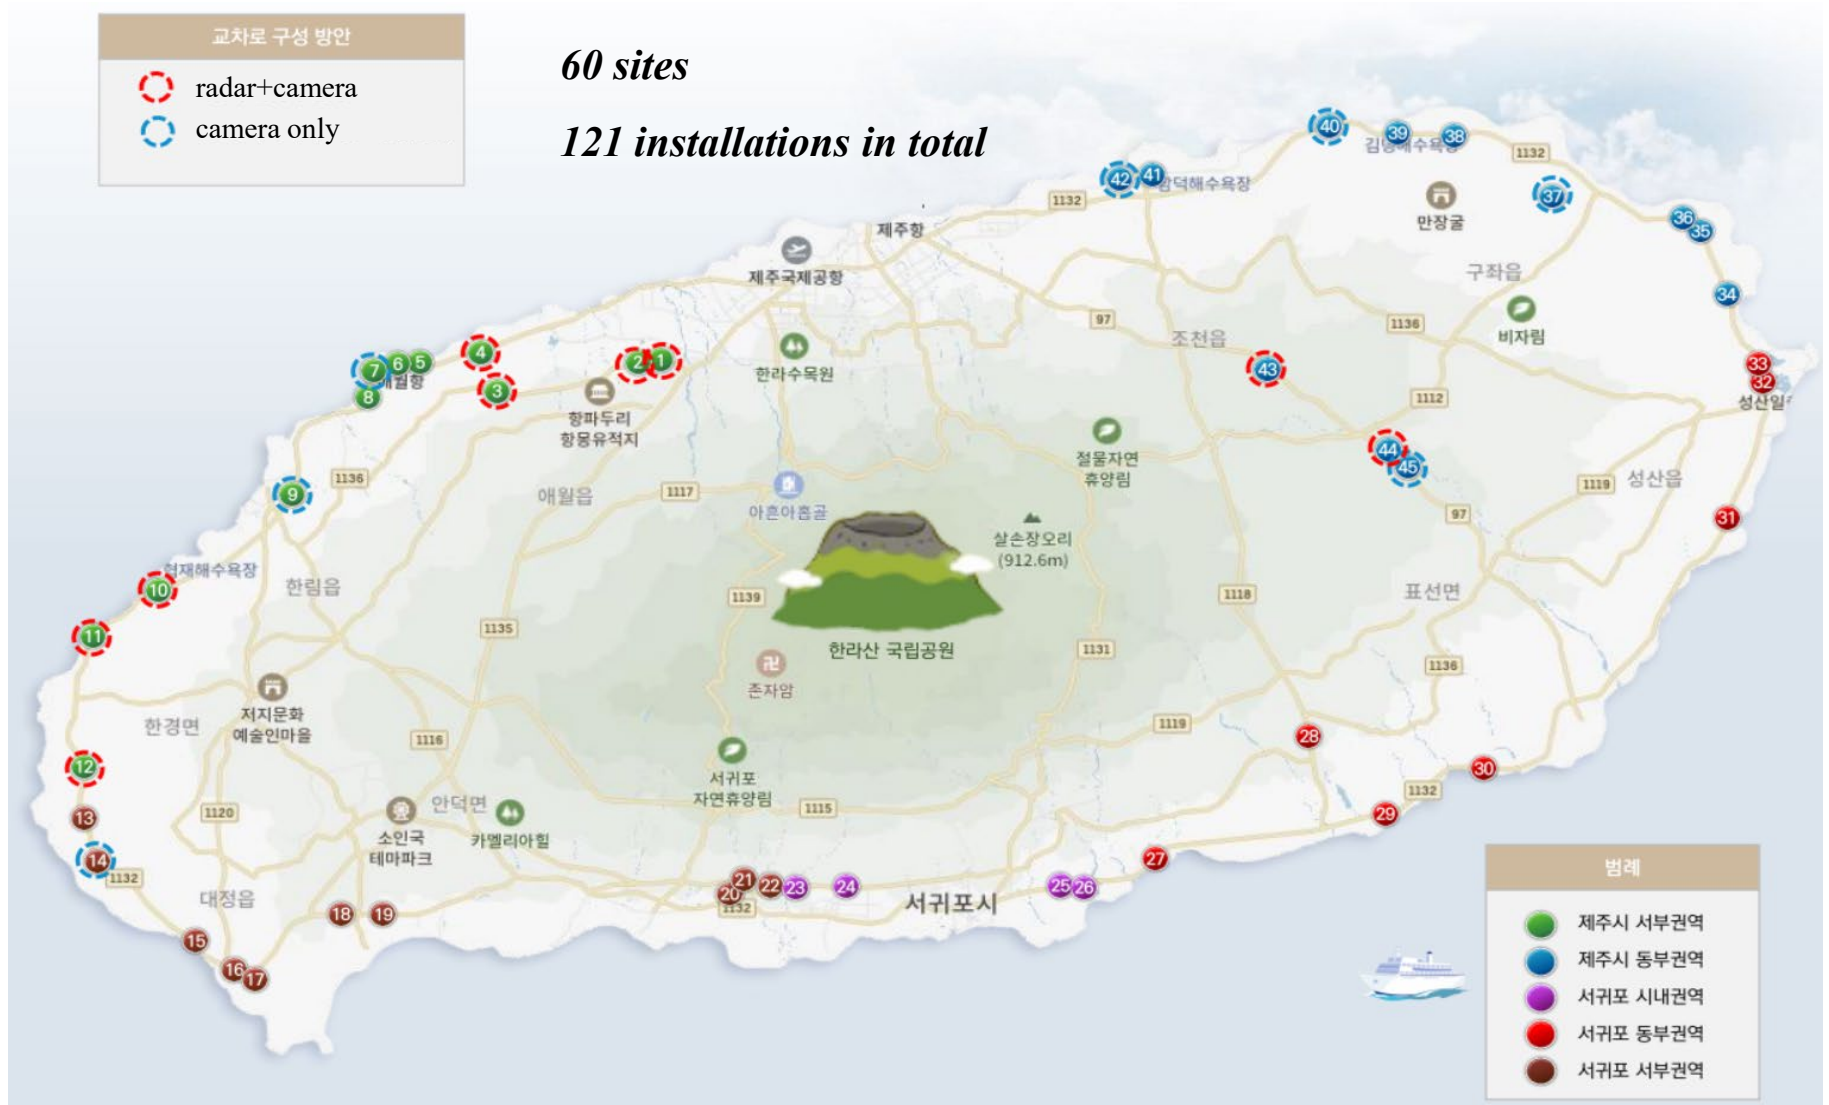 교차로 구성 방안
radar+camera
camera only
60 sites
121 installations in total
40
39
38
김녕해수욕장
1132
42
41
함덕해수욕장
1132
37
만장굴
36
35
제주항
제주국제공항
구좌읍
34
비자림
97
1136
조천읍
43
33
32
성산일
4
2
1
7
6
5
애월항
8
3
한라수목원
항파두리
항몽유적지
1112
44
45
절물자연
휴양림
1136
9
애월읍
1117
아흔아홉골
살손장오리
(912.6m)
1119
성산읍
97
31
협재해수욕장
10
한림읍
1139
1118
표선면
11
1135
한라산 국립공원
1131
존자암
1136
저지문화
예술인마을
한경면
1116
1119
28
12
서귀포
자연휴양림
30
1132
29
13
1120
안덕면
소인국
테마파크
카멜리아힐
1115
14
1132
27
대정읍
21
20
22
23
24
1132
서귀포시
25
26
18
19
15
16
17
범례
제주시 서부권역
제주시 동부권역
서귀포 시내권역
서귀포 동부권역
서귀포 서부권역